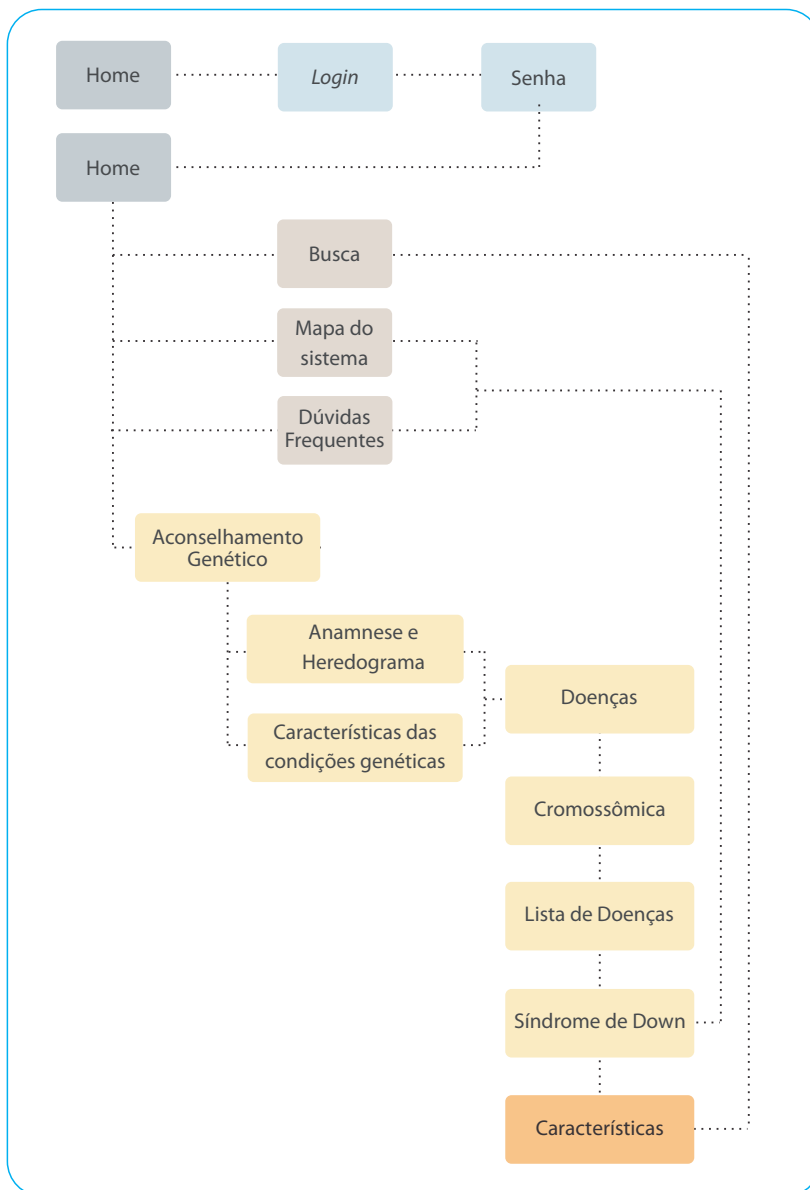 Home
Login
Senha
Home
Busca
Mapa do
sistema
Dúvidas
Frequentes
Aconselhamento
Genético
Anamnese e
Heredograma
Características das
condições genéticas
Doenças
Cromossômica
Lista de Doenças
Síndrome de Down
Características